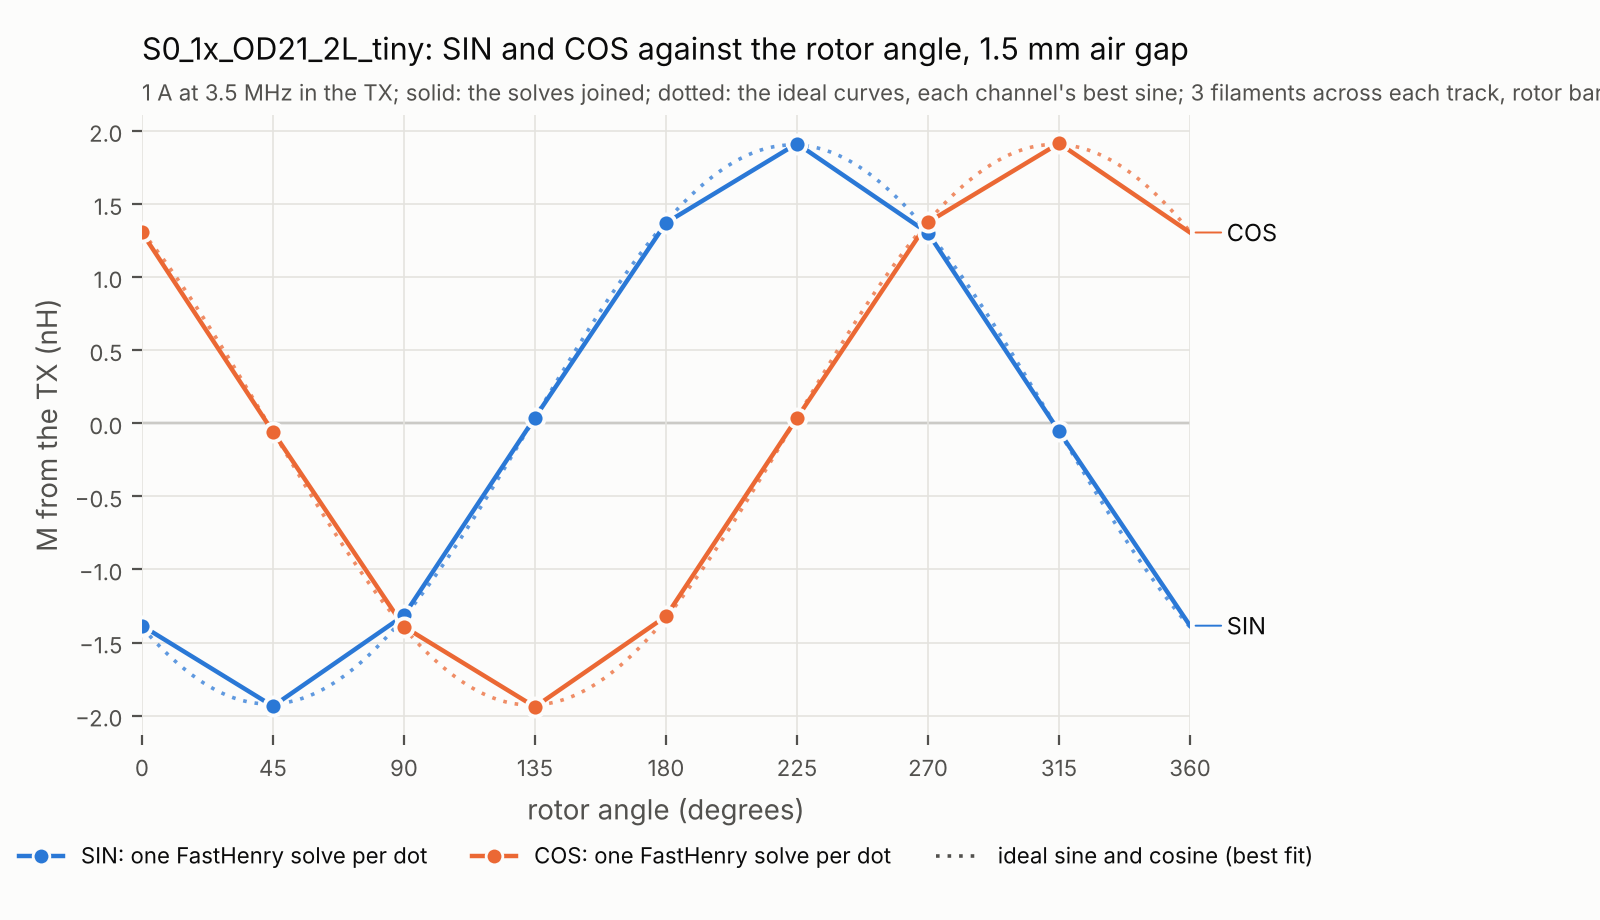 S0_1x_OD21_2L_tiny: SIN and COS against the rotor angle, 1.5 mm air gap
1 A at 3.5 MHz in the TX; solid: the solves joined; dotted: the ideal curves, each channel's best sine; 3 filaments across each track, rotor
2.0
1.5
1.0
0.5
0.0
−0.5
−1.0
−1.5
−2.0
M from the TX (nH)
COS
SIN
0 45 90 135 180 225 270 315 360
rotor angle (degrees)
SIN: one FastHenry solve per dot COS: one FastHenry solve per dot ideal sine and cosine (best fit)